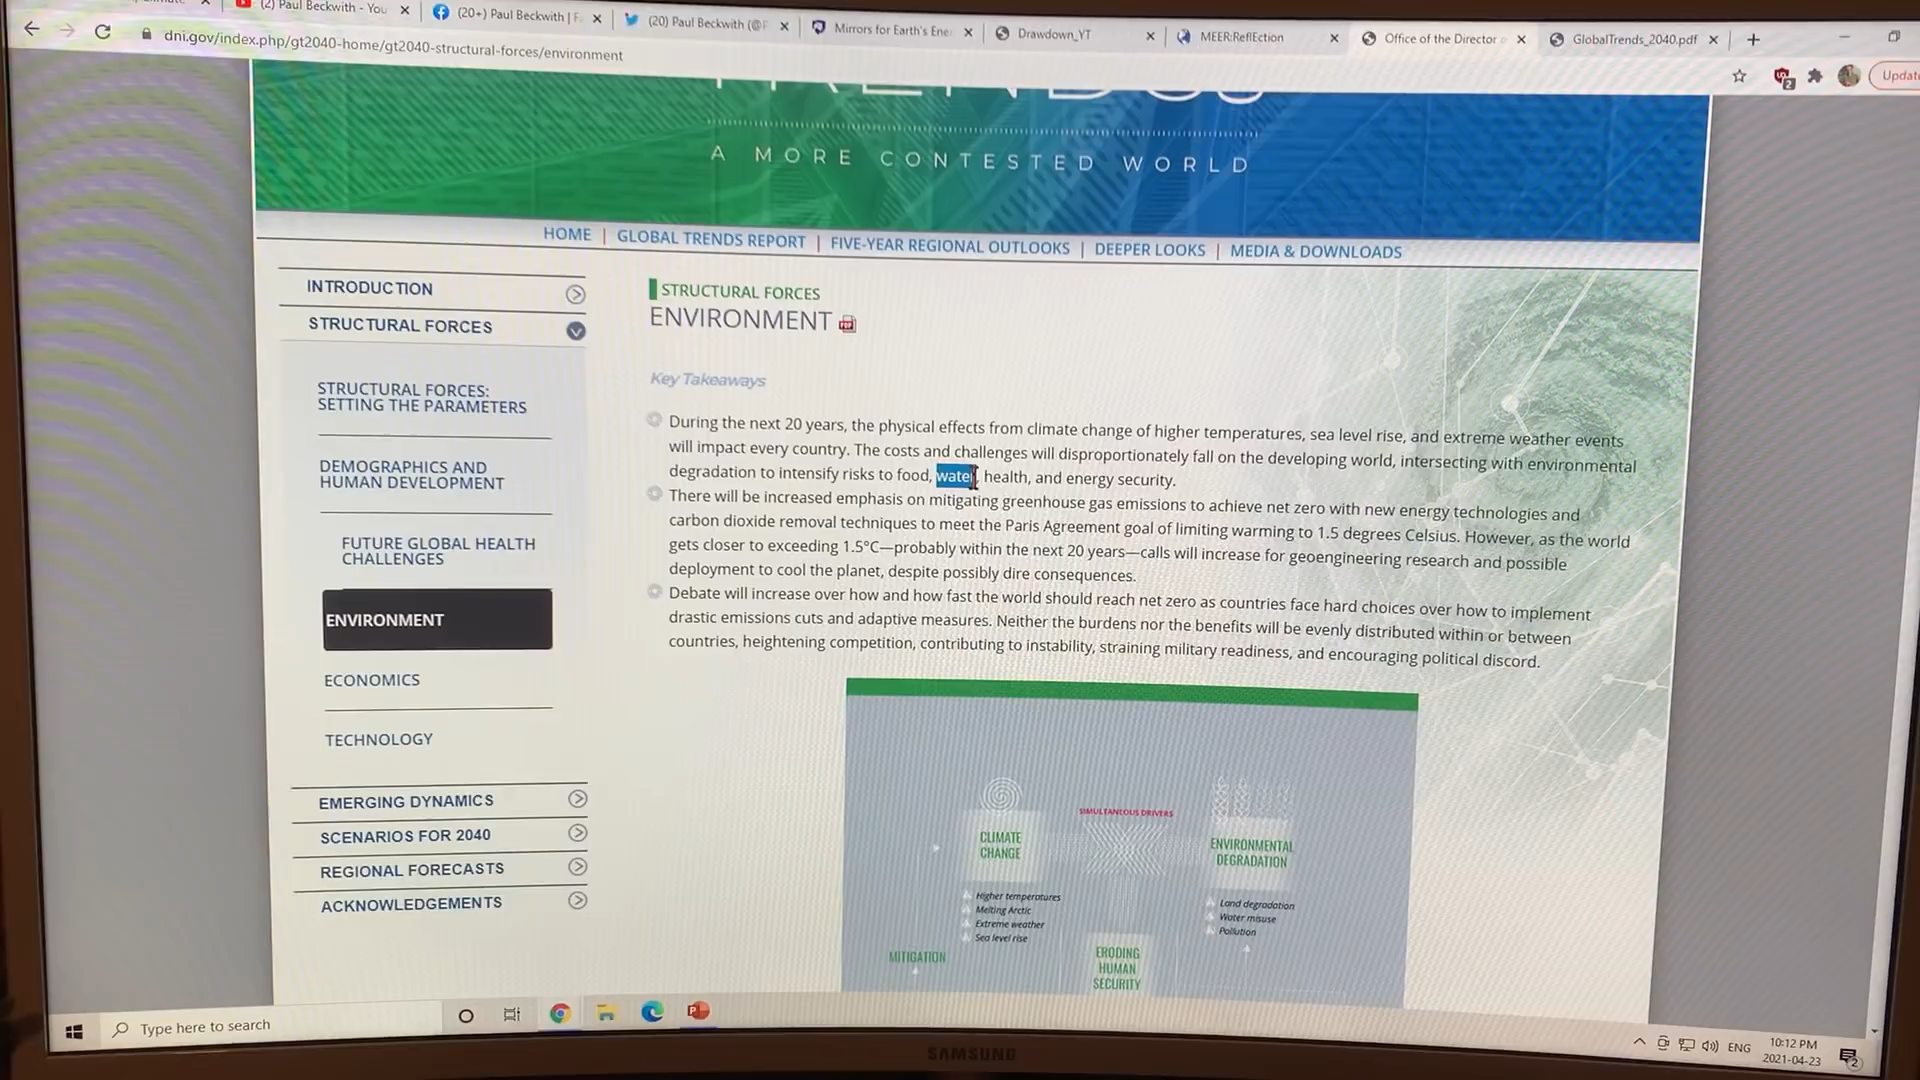 (2) Paul Beckwith - You
(20+) Paul Beckwith | F
(20) Paul Beckwith (@P
Mirrors for Earth's Ene
Drawdown_YT
MEER:ReflEction
Office of the Director o
GlobalTrends_2040.pdf
dni.gov/index.php/gt2040-home/gt2040-structural-forces/environment
Update
TRENDS
A MORE CONTESTED WORLD
HOME | GLOBAL TRENDS REPORT | FIVE-YEAR REGIONAL OUTLOOKS | DEEPER LOOKS | MEDIA & DOWNLOADS
INTRODUCTION
STRUCTURAL FORCES
STRUCTURAL FORCES:
SETTING THE PARAMETERS
DEMOGRAPHICS AND
HUMAN DEVELOPMENT
FUTURE GLOBAL HEALTH
CHALLENGES
ENVIRONMENT
ECONOMICS
TECHNOLOGY
EMERGING DYNAMICS
SCENARIOS FOR 2040
REGIONAL FORECASTS
ACKNOWLEDGEMENTS
STRUCTURAL FORCES
ENVIRONMENT
PDF
Key Takeaways
During the next 20 years, the physical effects from climate change of higher temperatures, sea level rise, and extreme weather events
will impact every country. The costs and challenges will disproportionately fall on the developing world, intersecting with environmental
degradation to intensify risks to food, water, health, and energy security.
There will be increased emphasis on mitigating greenhouse gas emissions to achieve net zero with new energy technologies and
carbon dioxide removal techniques to meet the Paris Agreement goal of limiting warming to 1.5 degrees Celsius. However, as the world
gets closer to exceeding 1.5°C—probably within the next 20 years—calls will increase for geoengineering research and possible
deployment to cool the planet, despite possibly dire consequences.
Debate will increase over how and how fast the world should reach net zero as countries face hard choices over how to implement
drastic emissions cuts and adaptive measures. Neither the burdens nor the benefits will be evenly distributed within or between
countries, heightening competition, contributing to instability, straining military readiness, and encouraging political discord.
SIMULTANEOUS DRIVERS
CLIMATE
CHANGE
Higher temperatures
Melting Arctic
Extreme weather
Sea level rise
ENVIRONMENTAL
DEGRADATION
Land degradation
Water misuse
Pollution
MITIGATION
ERODING
HUMAN
SECURITY
Type here to search
ENG
10:12 PM
2021-04-23
2
SAMSUNG